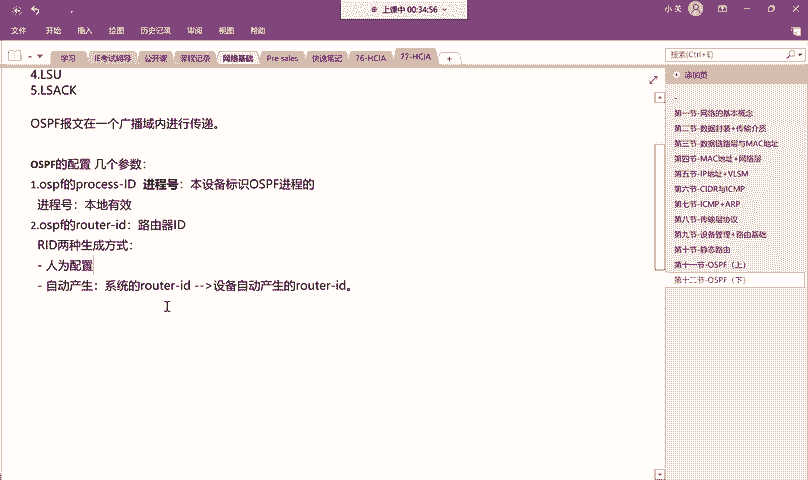 上课中 00:34:56
小 英
文件 开始 插入 绘图 历史记录 审阅 视图 帮助
学习 公开课 深程记录 网络基础 Pre sales 快速笔记 76-HCIA 77-HCIA +
搜索(Ctrl+E)
添加页
4.LSU
5.LSACK
OSPF报文在一个广播域内进行传递。
OSPF的配置 几个参数：
1.ospf的process-ID 进程号：本设备标识OSPF进程的
进程号：本地有效
2.ospf的router-id：路由器ID
RID两种生成方式：
- 人为配置
- 自动产生：系统的router-id -->设备自动产生的router-id。
第一节-网络的基本概念
第二节-数据封装+传输介质
第三节-数据链路层与MAC地址
第四节-MAC地址+网络层
第五节-IP地址+VLSM
第六节-CIDR与ICMP
第七节-ICMP+ARP
第八节-传输层协议
第九节-设备管理+路由基础
第十节-静态路由
第十一节-OSPF（上）
第十二节-OSPF（下）